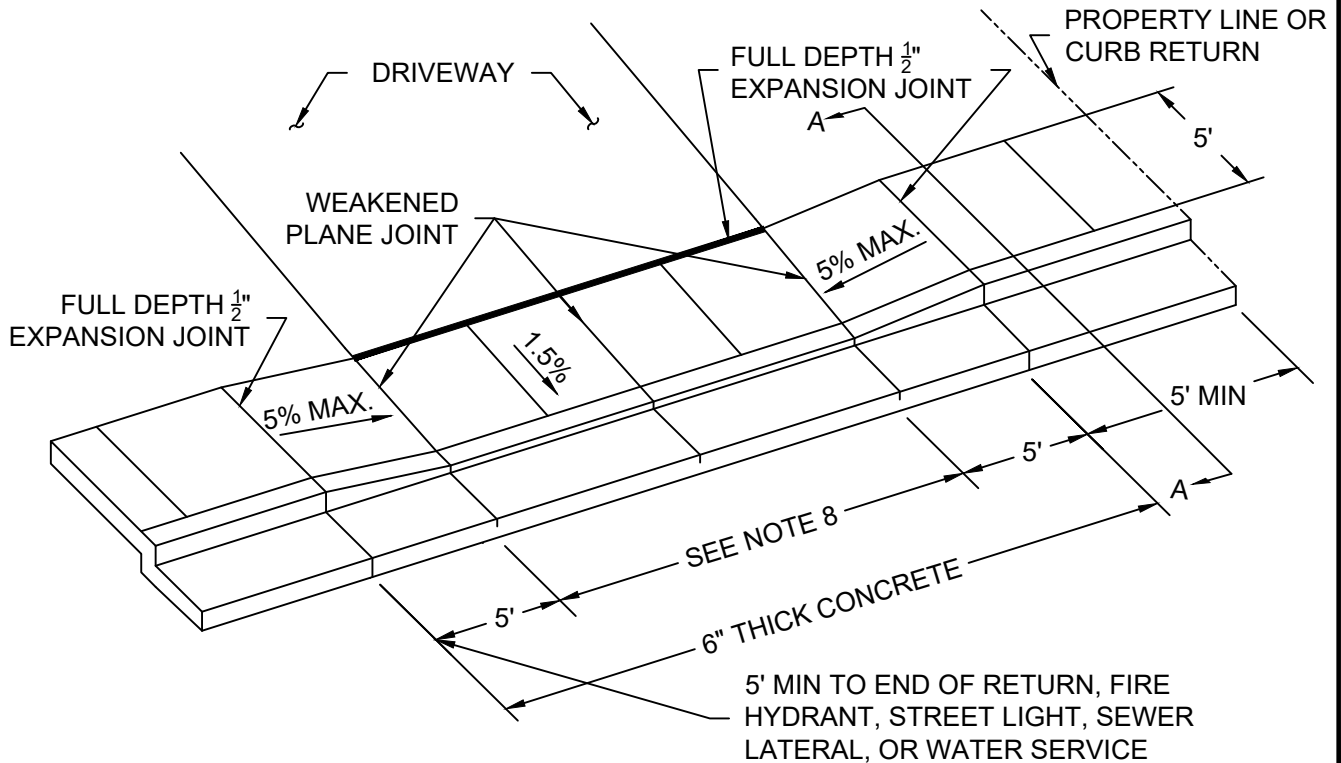 PROPERTY LINE OR
CURB RETURN
DRIVEWAY
FULL DEPTH 1/2"
EXPANSION JOINT
A
5'
WEAKENED
PLANE JOINT
5% MAX.
FULL DEPTH 1/2"
EXPANSION JOINT
1.5%
5% MAX.
5' MIN
5'
A
SEE NOTE 8
5'
6" THICK CONCRETE
5' MIN TO END OF RETURN, FIRE
HYDRANT, STREET LIGHT, SEWER
LATERAL, OR WATER SERVICE